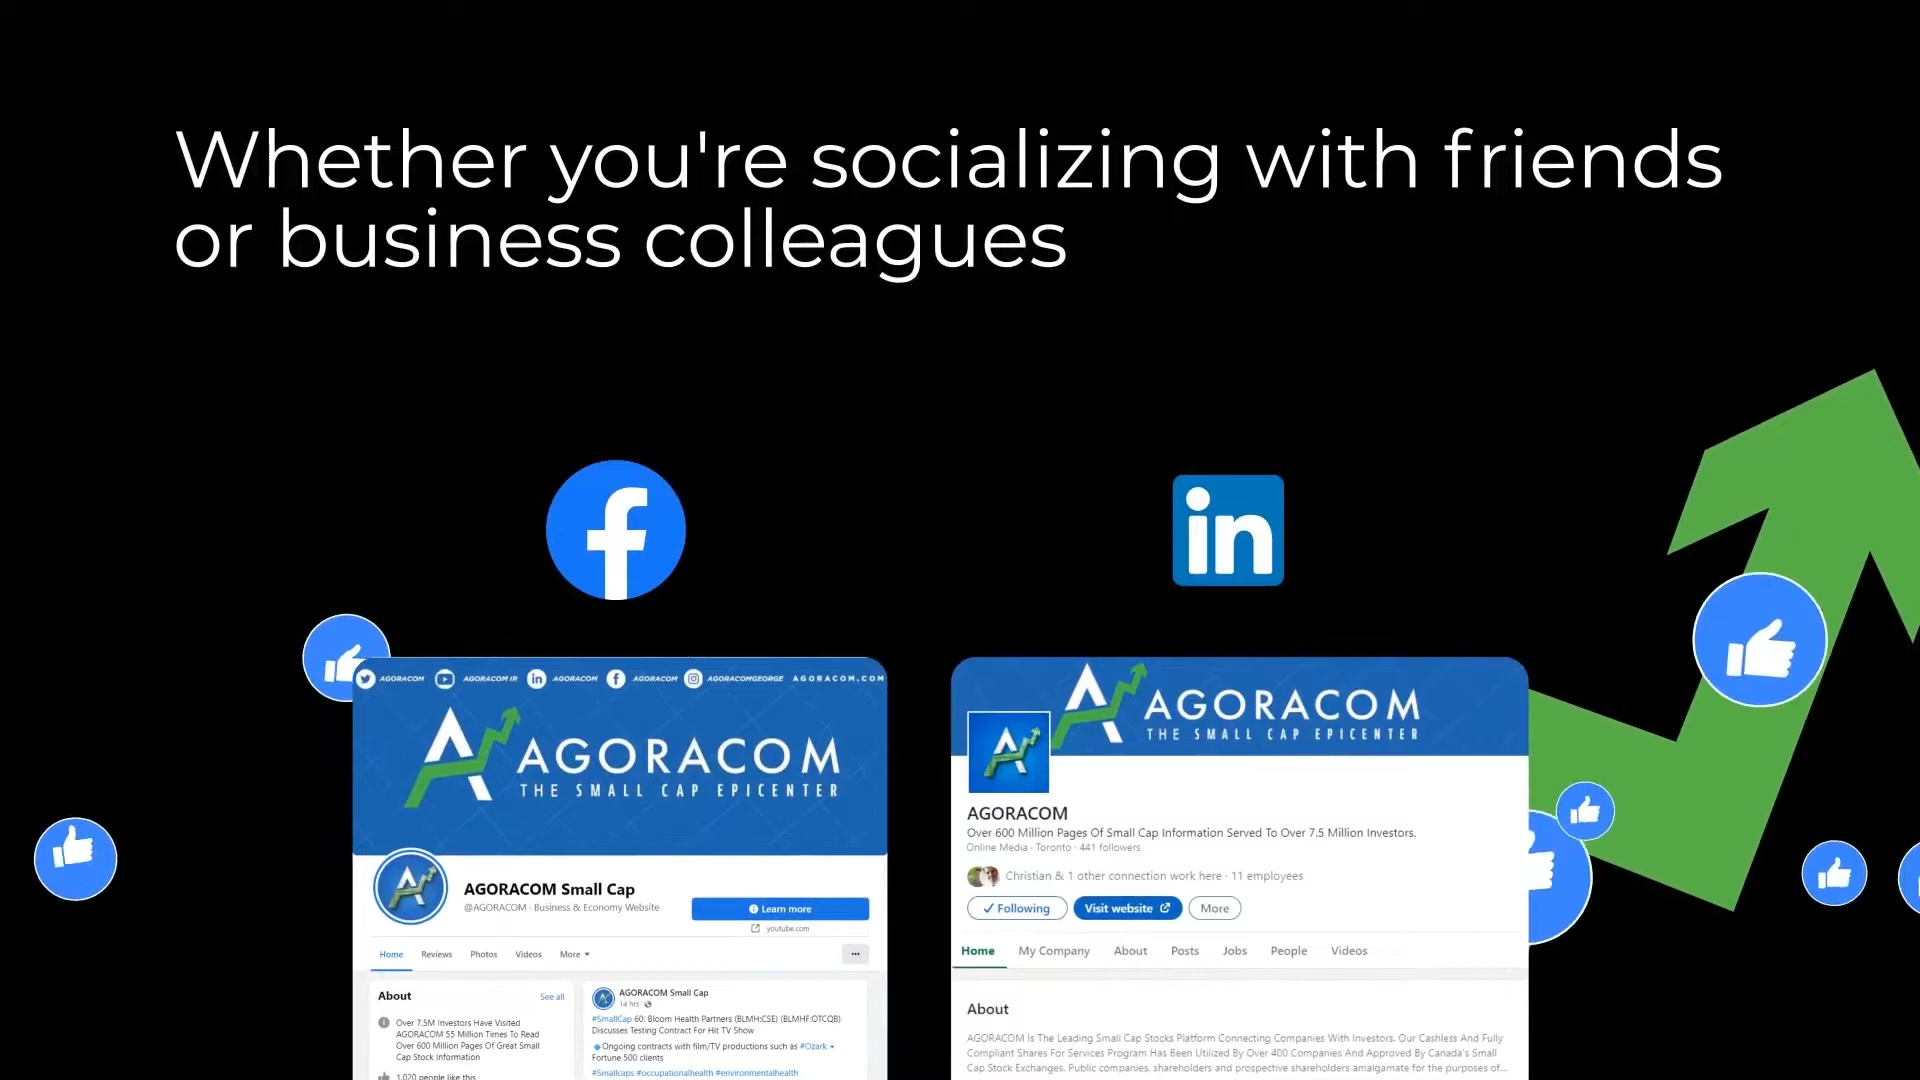 Whether you're socializing with friends
or business colleagues
f
in
AGORACOM AGORACOM IR in AGORACOM f AGORACOM AGORACOMGEORGE AGORACOM.COM
AGORACOM
THE SMALL CAP EPICENTER
AGORACOM Small Cap
@AGORACOM · Business & Economy Website
Learn more
youtube.com
Home Reviews Photos Videos More
About See all
Over 7.5M Investors Have Visited
AGORACOM 55 Million Times To Read
Over 600 Million Pages Of Great Small
Cap Stock Information
1,020 people like this
AGORACOM Small Cap
14 hrs ·
#SmallCap 60: Bloom Health Partners (BLMH:CSE) (BLMHF:OTCQB)
Discusses Testing Contract For Hit TV Show
Ongoing contracts with film/TV productions such as #Ozark +
Fortune 500 clients
#Smallcaps #occupationalhealth #environmentalhealth
AGORACOM
THE SMALL CAP EPICENTER
AGORACOM
Over 600 Million Pages Of Small Cap Information Served To Over 7.5 Million Investors.
Online Media · Toronto · 441 followers
Christian & 1 other connection work here · 11 employees
Following Visit website More
Home My Company About Posts Jobs People Videos
About
AGORACOM Is The Leading Small Cap Stocks Platform Connecting Companies With Investors. Our Cashless And Fully
Compliant Shares For Services Program Has Been Utilized By Over 400 Companies And Approved By Canada's Small
Cap Stock Exchanges. Public companies, shareholders and prospective shareholders amalgamate for the purposes of...